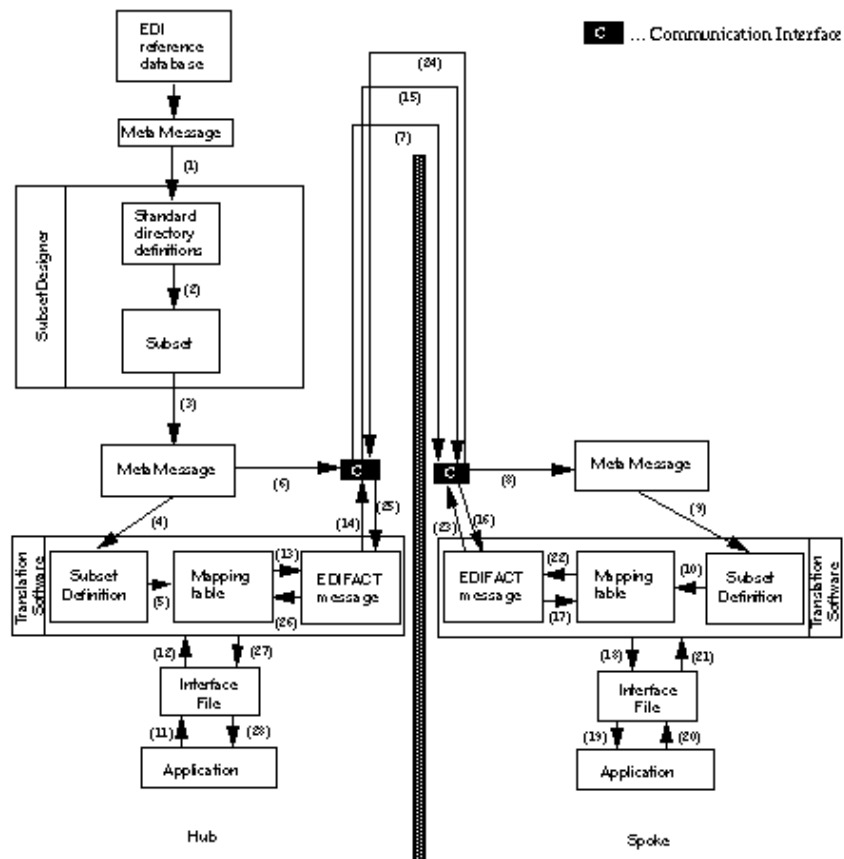 EDI
reference
database
C ... Communication Interface
(24)
(15)
(7)
Meta Message
(1)
Standard
directory
definitions
(2)
Subset
Subset Designer
(3)
Meta Message
(6)
C
C
(8)
Meta Message
(4)
(14)
(25)
(23)
(16)
(9)
Translation
Software
Subset
Definition
(5)
Mapping
table
(13)
(26)
EDIFACT
message
EDIFACT
message
(22)
(17)
Mapping
table
(10)
Subset
Definition
Translation
Software
(12)
(27)
(18)
(21)
Interface
File
Interface
File
(11)
(28)
(19)
(20)
Application
Application
Hub
Spoke